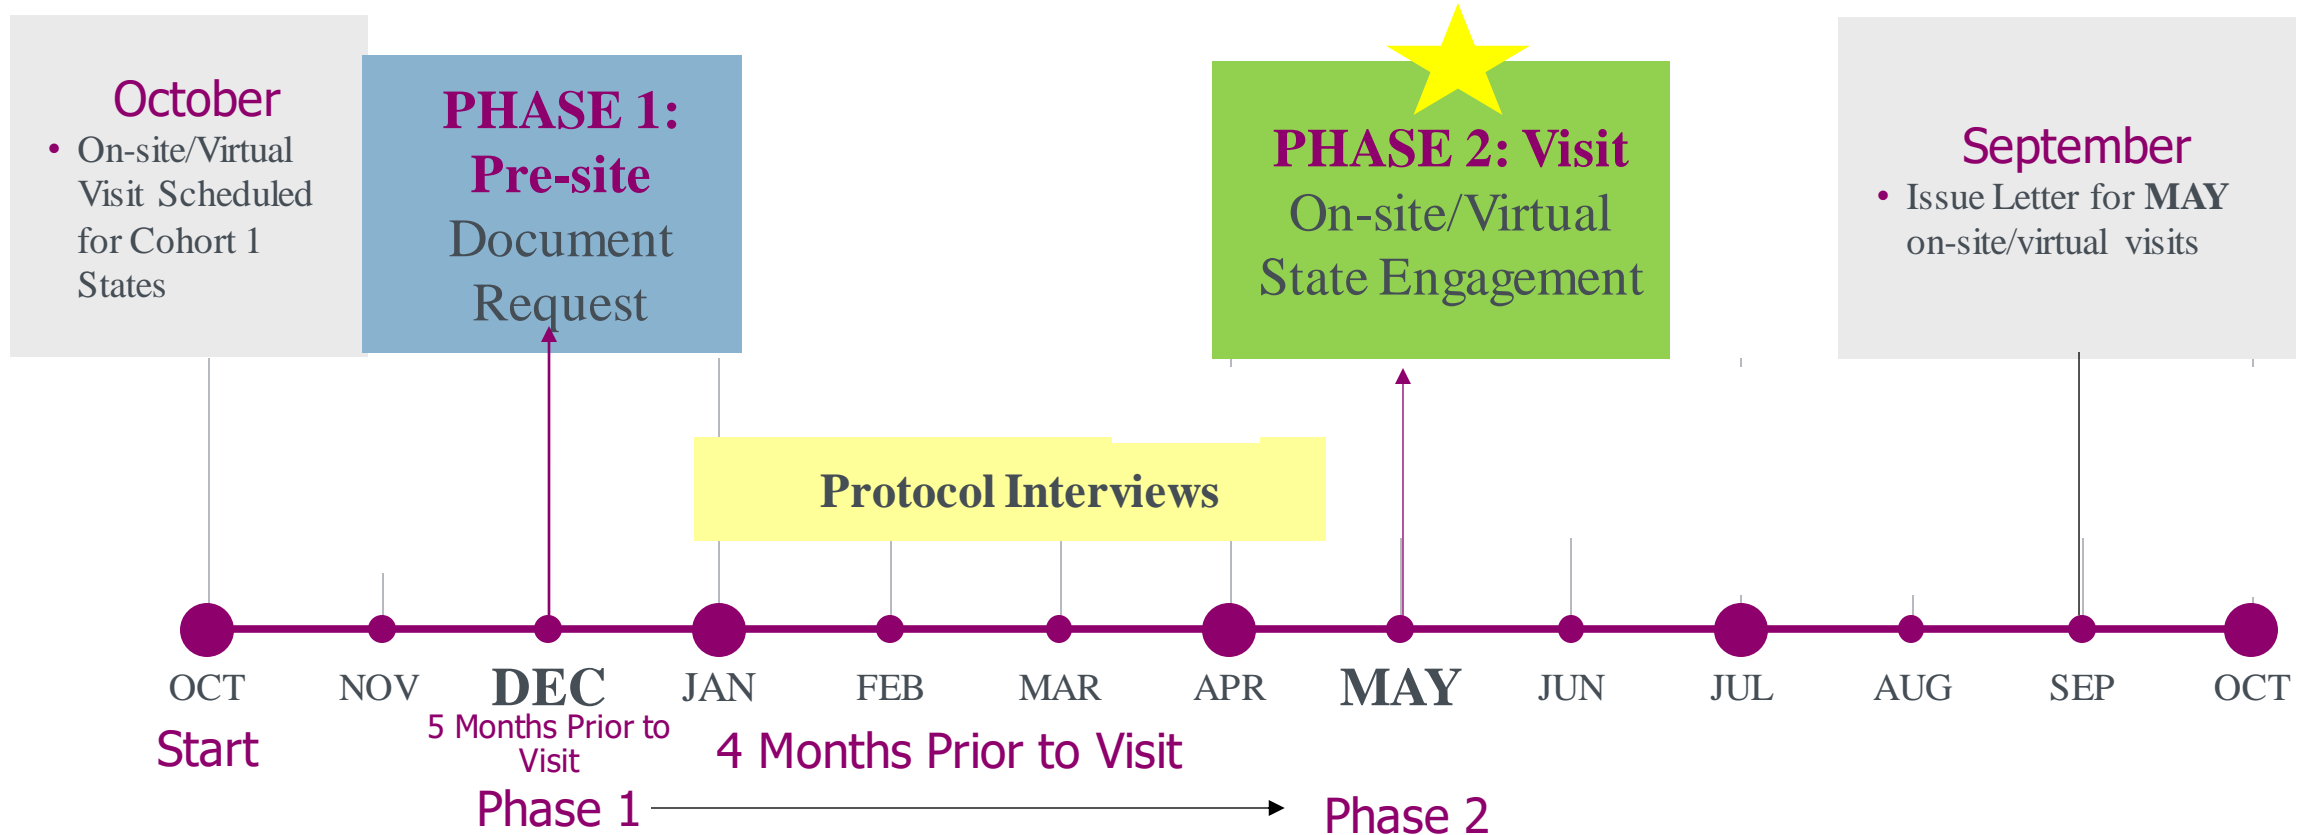 October
• On-site/Virtual
Visit Scheduled
for Cohort 1
States
PHASE 1:
Pre-site
Document
Request
PHASE 2: Visit
On-site/Virtual
State Engagement
September
• Issue Letter for MAY
on-site/virtual visits
Protocol Interviews
OCT
NOV
DEC
JAN
FEB
MAR
APR
MAY
JUN
JUL
AUG
SEP
OCT
Start
5 Months Prior to
Visit
4 Months Prior to Visit
Phase 1
Phase 2